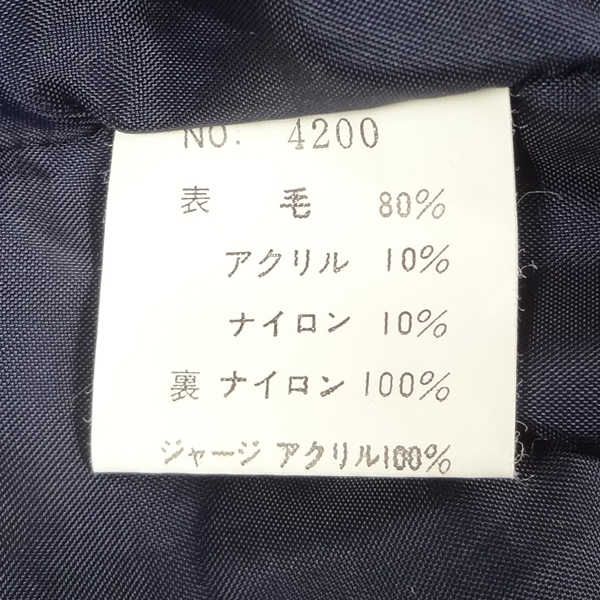 NO. 4200
表 毛 80%
アクリル 10%
ナイロン 10%
裏 ナイロン 100%
ジャージ アクリル100%